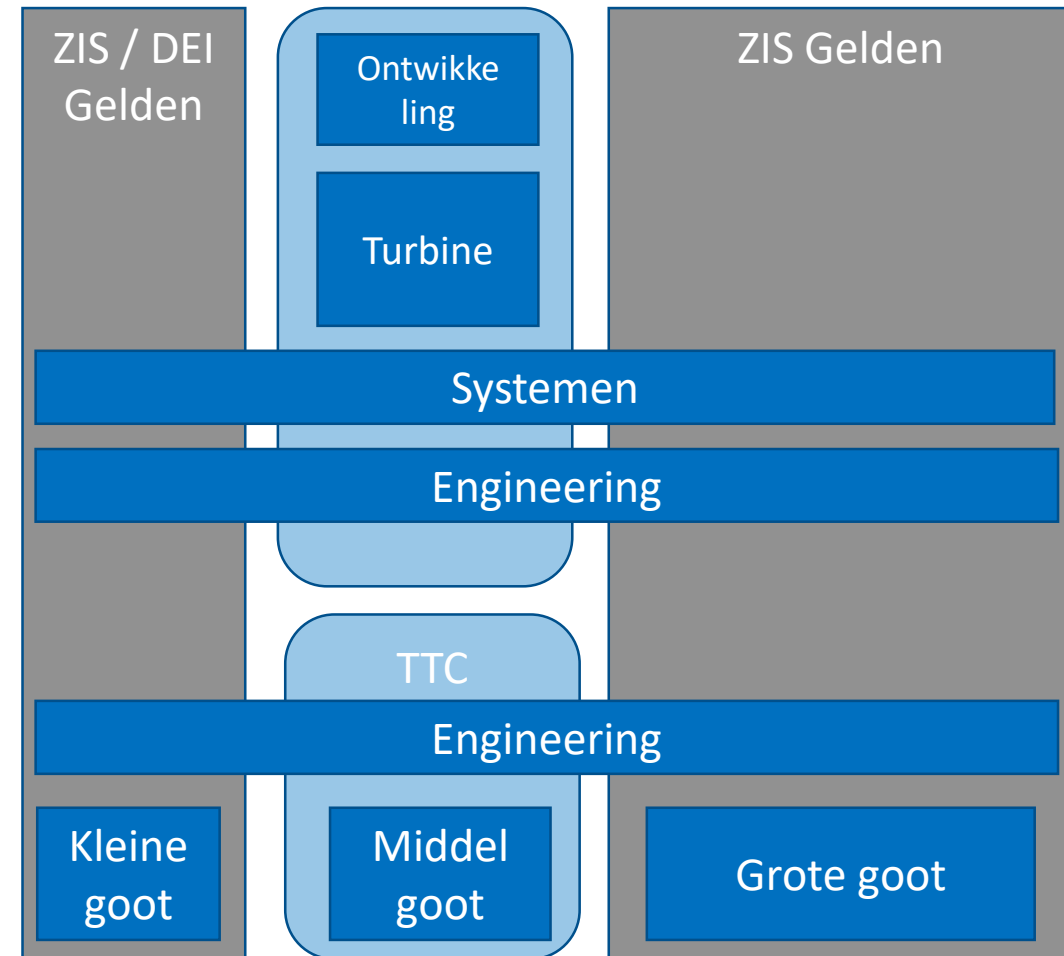 ZIS / DEI
Gelden
Ontwikke
ling
ZIS Gelden
Turbine
Systemen
Engineering
TTC
Engineering
Kleine
goot
Middel
goot
Grote goot